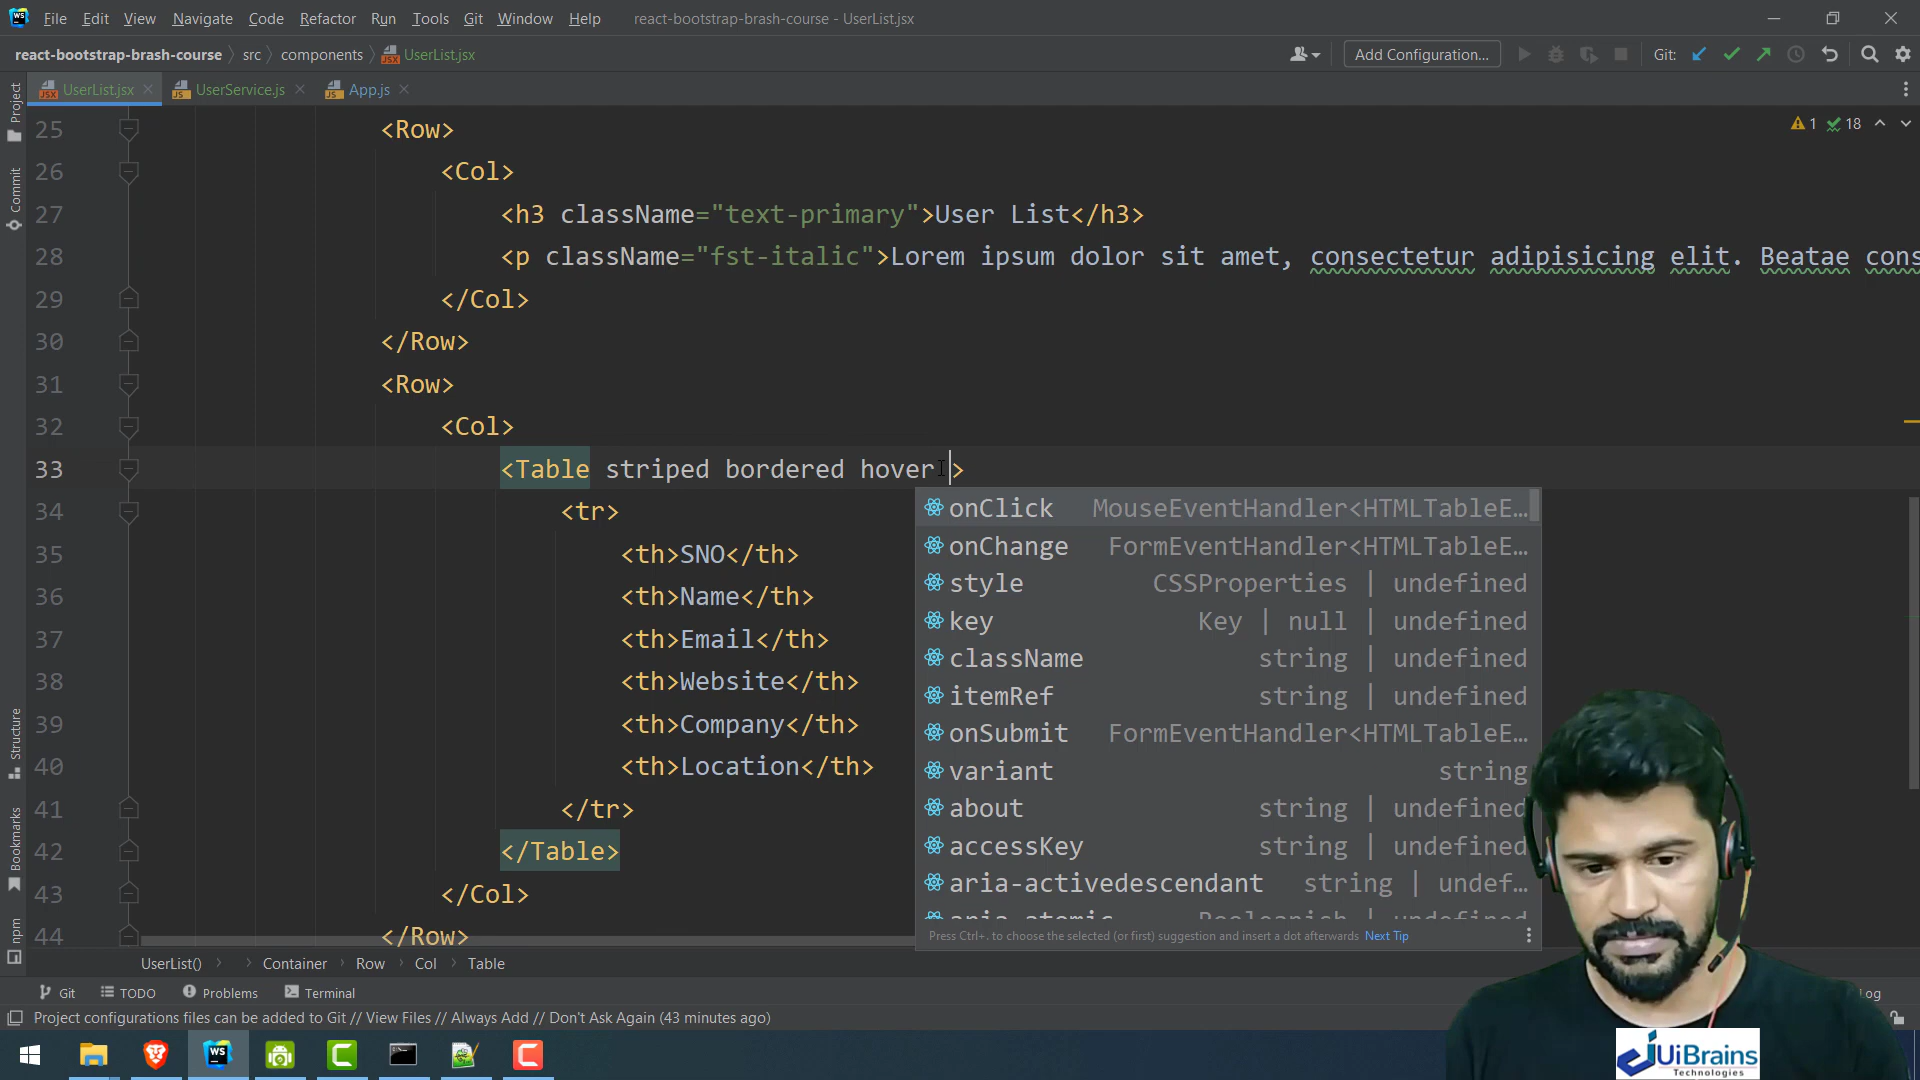 File Edit View Navigate Code Refactor Run Tools Git Window Help react-bootstrap-brash-course - UserList.jsx
react-bootstrap-brash-course src components UserList.jsx Add Configuration... Git:
UserList.jsx UserService.js App.js
Project
Commit
Structure
Bookmarks
npm
1 18
25 <Row>
26 <Col>
27 <h3 className="text-primary">User List</h3>
28 <p className="fst-italic">Lorem ipsum dolor sit amet, consectetur adipisicing elit. Beatae cons
29 </Col>
30 </Row>
31 <Row>
32 <Col>
33 <Table striped bordered hover >
34 <tr>
35 <th>SNO</th>
36 <th>Name</th>
37 <th>Email</th>
38 <th>Website</th>
39 <th>Company</th>
40 <th>Location</th>
41 </tr>
42 </Table>
43 </Col>
44 </Row>
onClick MouseEventHandler<HTMLTableE...
onChange FormEventHandler<HTMLTableE...
style CSSProperties | undefined
key Key | null | undefined
className string | undefined
itemRef string | undefined
onSubmit FormEventHandler<HTMLTableE...
variant string
about string | undefined
accessKey string | undefined
aria-activedescendant string | undef...
aria-atomic Booleanish | undefined
Press Ctrl+. to choose the selected (or first) suggestion and insert a dot afterwards Next Tip
UserList() Container Row Col Table
Git TODO Problems Terminal Log
Project configurations files can be added to Git // View Files // Always Add // Don't Ask Again (43 minutes ago)
WS
UiBrains
Technologies